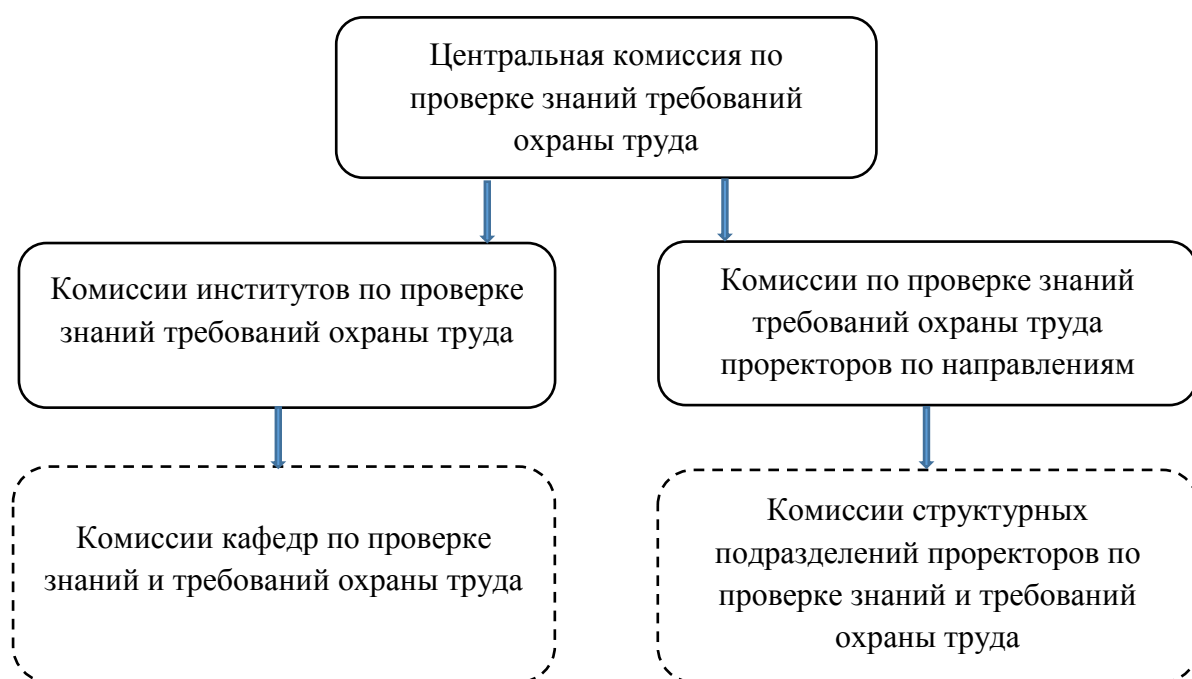 Центральная комиссия по
проверке знаний требований
охраны труда
Комиссии институтов по проверке
знаний требований охраны труда
Комиссии по проверке знаний
требований охраны труда
проректоров по направлениям
Комиссии кафедр по проверке
знаний и требований охраны труда
Комиссии структурных
подразделений проректоров по
проверке знаний и требований
охраны труда